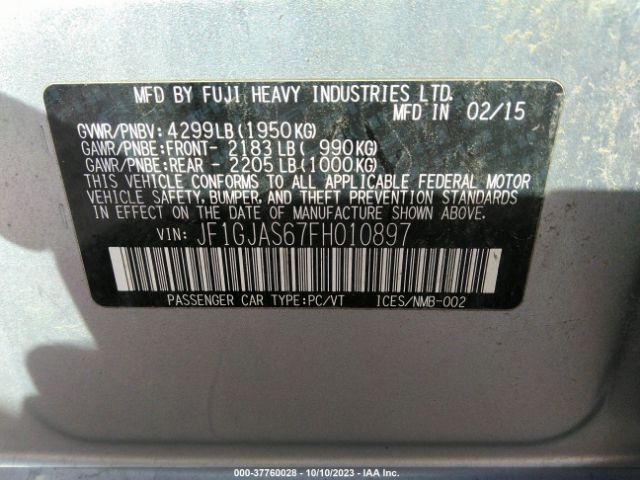 MFD BY FUJI HEAVY INDUSTRIES LTD.
MFD IN 02/15
GVWR/PNBV: 4299LB(1950KG)
GAWR/PNBE:FRONT- 2183LB( 990KG)
GAWR/PNBE:REAR - 2205LB(1000KG)
THIS VEHICLE CONFORMS TO ALL APPLICABLE FEDERAL MOTOR
VEHICLE SAFETY, BUMPER, AND THEFT PREVENTION STANDARDS
IN EFFECT ON THE DATE OF MANUFACTURE SHOWN ABOVE.
VIN: JF1GJAS67FH010897
PASSENGER CAR TYPE:PC/VT ICES/NMB-002
00-37760028 - 10/10/2023 - IAA Inc.